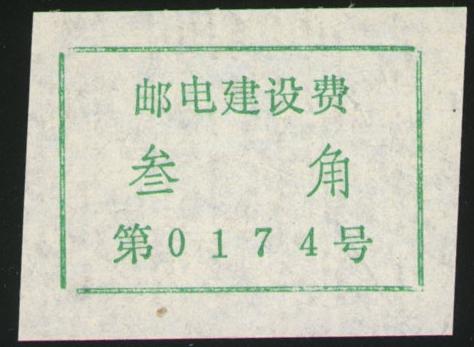 邮电建设费
叁 角
第0174号